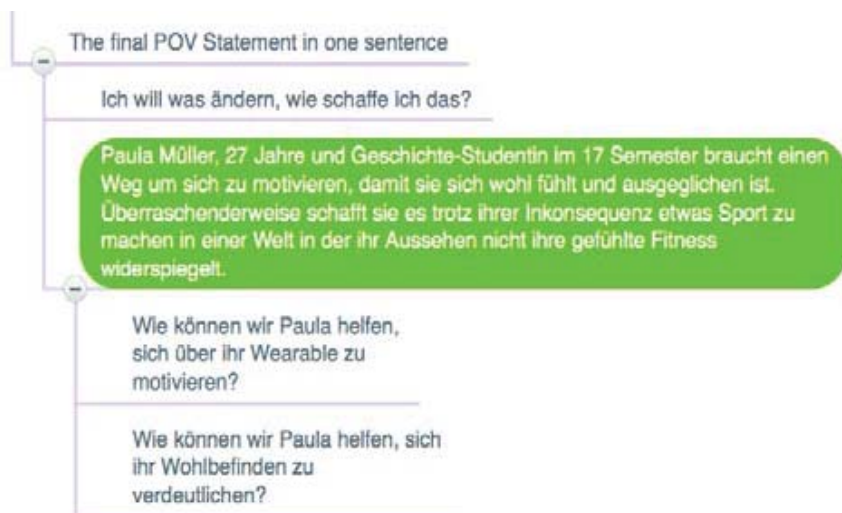 The final POV Statement in one sentence
Ich will was ändern, wie schaffe ich das?
Paula Müller, 27 Jahre und Geschichte-Studentin im 17 Semester braucht einen
Weg um sich zu motivieren, damit sie sich wohl fühlt und ausgeglichen ist.
Überraschenderweise schafft sie es trotz ihrer Inkonsequenz etwas Sport zu
machen in einer Welt in der ihr Aussehen nicht ihre gefühlte Fitness
widerspiegelt.
Wie können wir Paula helfen,
sich über ihr Wearable zu
motivieren?
Wie können wir Paula helfen, sich
ihr Wohlbefinden zu
verdeutlichen?